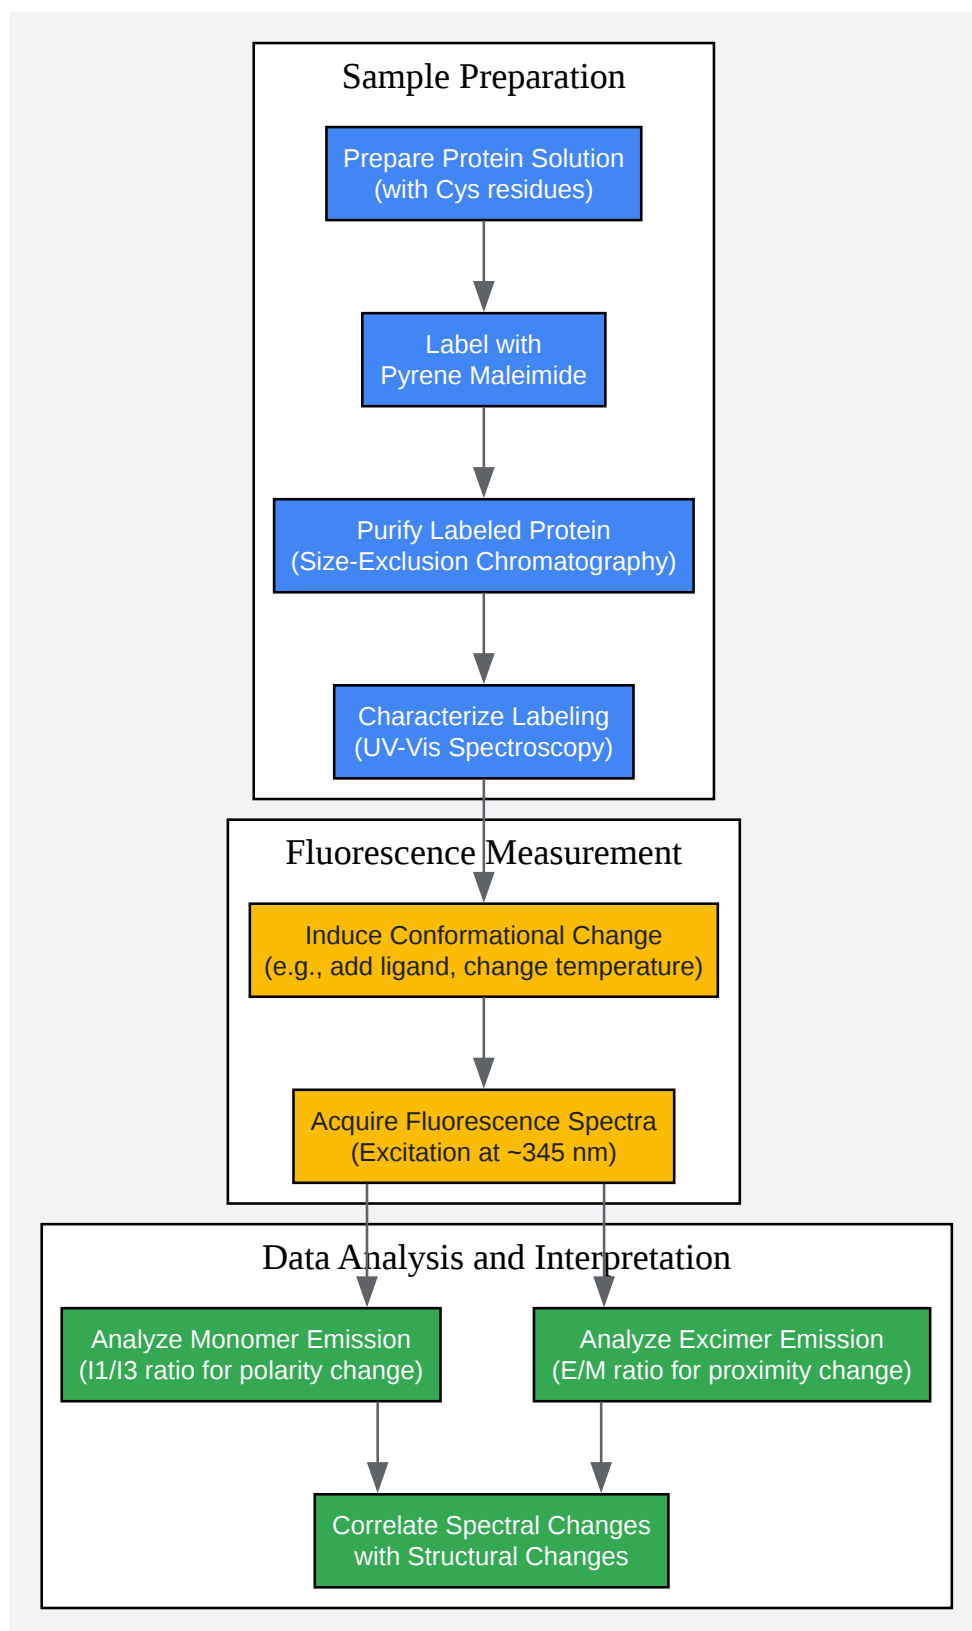 Sample Preparation
Prepare Protein Solution
(with Cys residues)
Label with
Pyrene Maleimide
Purify Labeled Protein
(Size-Exclusion Chromatography)
Characterize Labeling
(UV-Vis Spectroscopy)
Fluorescence Measurement
Induce Conformational Change
(e.g., add ligand, change temperature)
Acquire Fluorescence Spectra
(Excitation at ~345 nm)
Data Analysis and Interpretation
Analyze Monomer Emission
(I1/I3 ratio for polarity change)
Analyze Excimer Emission
(E/M ratio for proximity change)
Correlate Spectral Changes
with Structural Changes